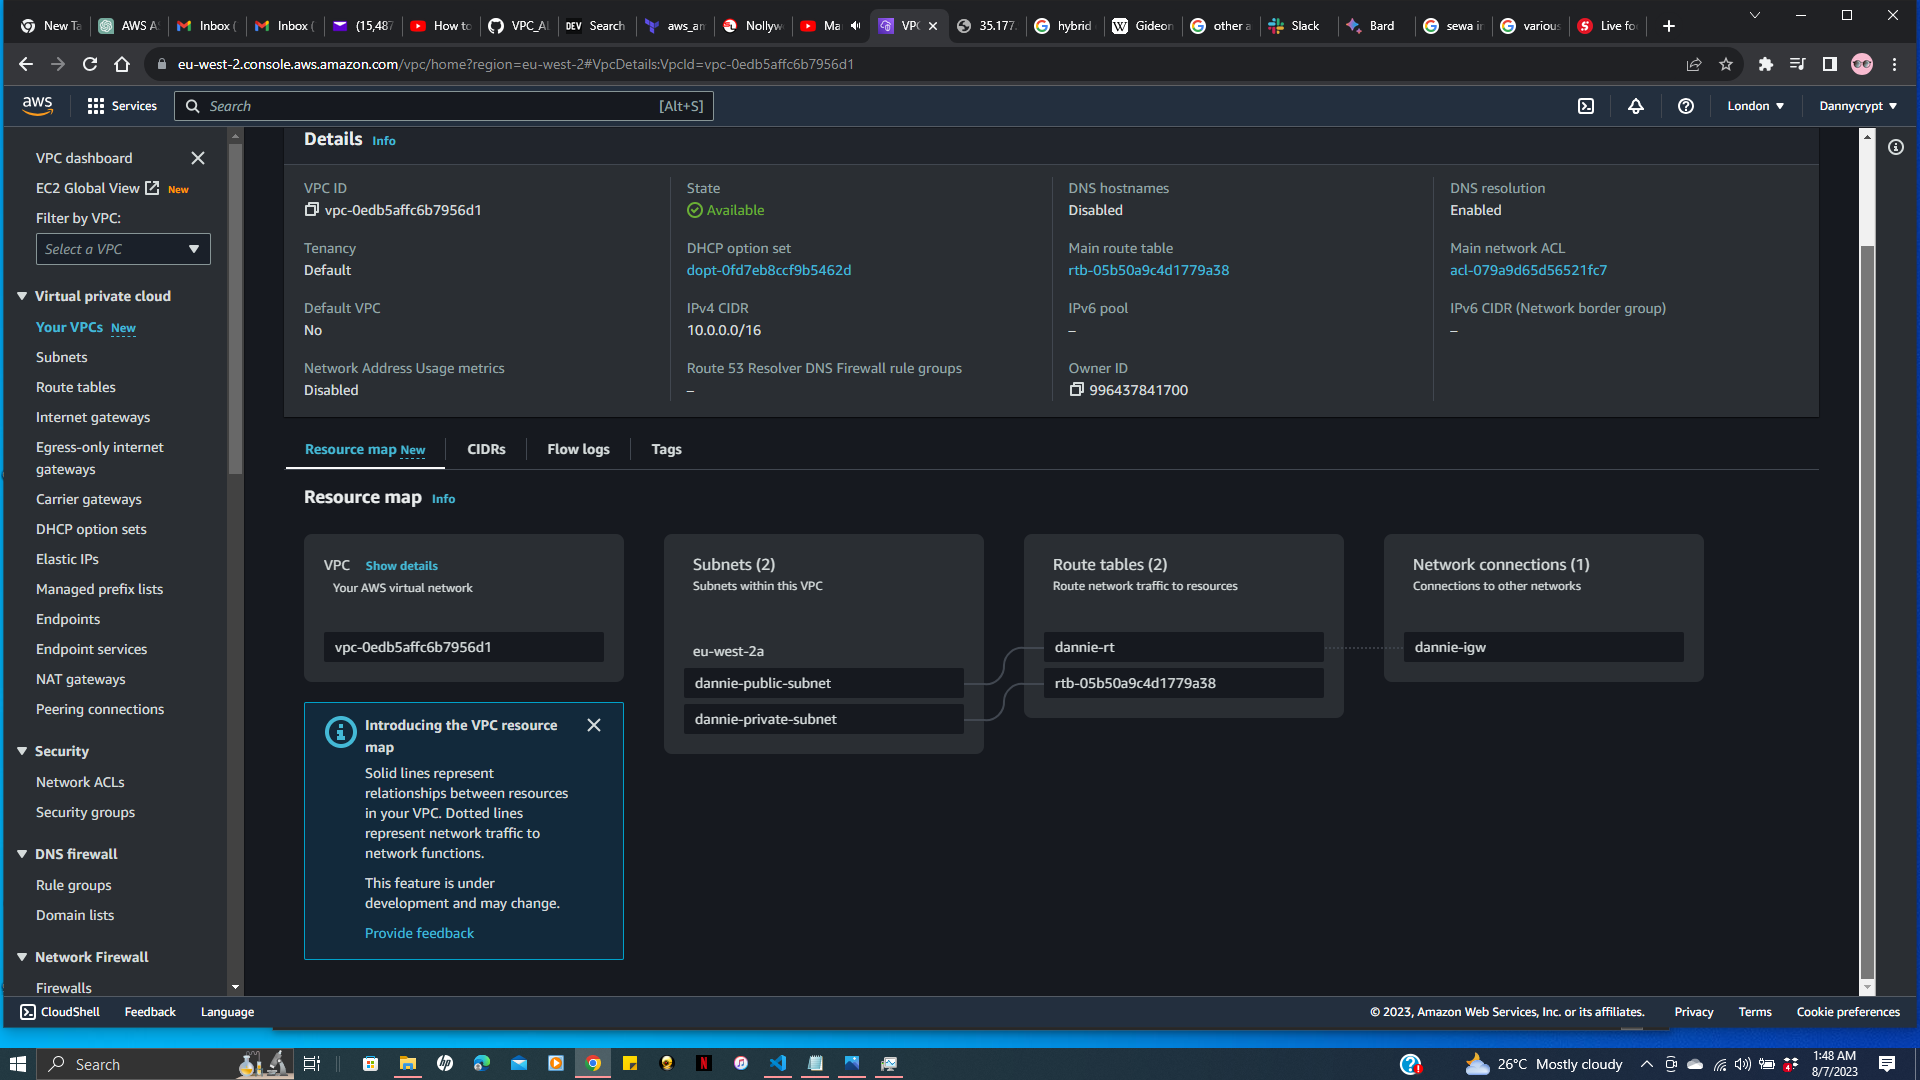 New Ta
AWS AS
Inbox (
Inbox (
(15,487
How to
VPC_AL
DEV
Search
aws_am
Nollyw
Ma
VPC
35.177.
hybrid
Gideon
other a
Slack
Bard
sewa in
various
Live fo
eu-west-2.console.aws.amazon.com/vpc/home?region=eu-west-2#VpcDetails:VpcId=vpc-0edb5affc6b7956d1
aws
Services
Search
[Alt+S]
London
Dannycrypt
VPC dashboard
EC2 Global View New
Filter by VPC:
Select a VPC
Virtual private cloud
Your VPCs New
Subnets
Route tables
Internet gateways
Egress-only internet
gateways
Carrier gateways
DHCP option sets
Elastic IPs
Managed prefix lists
Endpoints
Endpoint services
NAT gateways
Peering connections
Security
Network ACLs
Security groups
DNS firewall
Rule groups
Domain lists
Network Firewall
Firewalls
Details Info
VPC ID
vpc-0edb5affc6b7956d1
State
Available
DNS hostnames
Disabled
DNS resolution
Enabled
Tenancy
Default
DHCP option set
dopt-0fd7eb8ccf9b5462d
Main route table
rtb-05b50a9c4d1779a38
Main network ACL
acl-079a9d65d56521fc7
Default VPC
No
IPv4 CIDR
10.0.0.0/16
IPv6 pool
–
IPv6 CIDR (Network border group)
–
Network Address Usage metrics
Disabled
Route 53 Resolver DNS Firewall rule groups
–
Owner ID
996437841700
Resource map New
CIDRs
Flow logs
Tags
Resource map Info
VPC Show details
Your AWS virtual network
vpc-0edb5affc6b7956d1
Subnets (2)
Subnets within this VPC
eu-west-2a
dannie-public-subnet
dannie-private-subnet
Route tables (2)
Route network traffic to resources
dannie-rt
rtb-05b50a9c4d1779a38
Network connections (1)
Connections to other networks
dannie-igw
Introducing the VPC resource
map
Solid lines represent
relationships between resources
in your VPC. Dotted lines
represent network traffic to
network functions.
This feature is under
development and may change.
Provide feedback
CloudShell
Feedback
Language
© 2023, Amazon Web Services, Inc. or its affiliates.
Privacy
Terms
Cookie preferences
Search
26°C Mostly cloudy
1:48 AM
8/7/2023